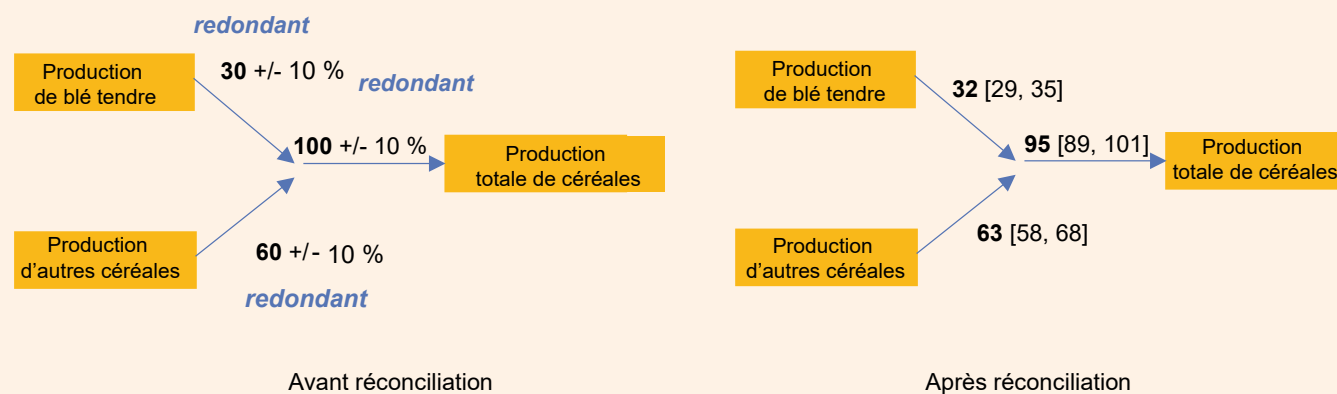 redondant
Production
de blé tendre
30 +/- 10 %
redondant
100 +/- 10 %
Production
totale de céréales
Production
d’autres céréales
60 +/- 10 %
redondant
Avant réconciliation
Production
de blé tendre
32 [29, 35]
95 [89, 101]
Production
totale de céréales
63 [58, 68]
Production
d’autres céréales
Après réconciliation